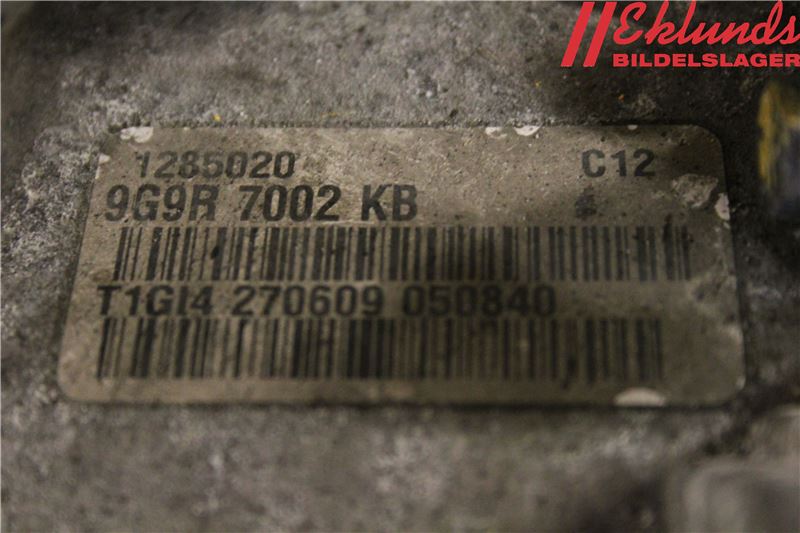 Eklunds
BILDELSLAGER
1285020 C12
9G9R 7002 KB
T1GI4 270609 050840